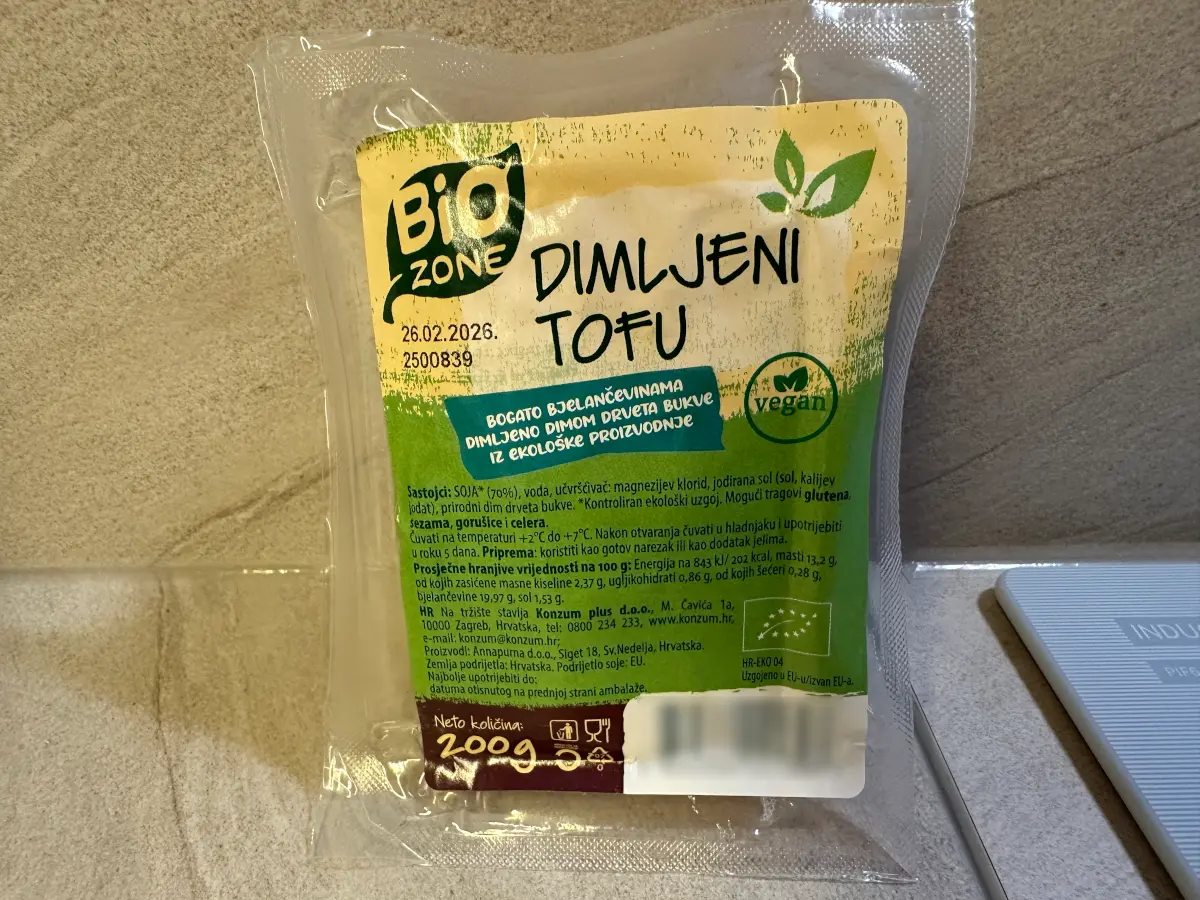 BiO
ZONE
DIMLJENI
TOFU
26.02.2026.
2500839
BOGATO BJELANČEVINAMA
DIMLJENO DIMOM DRVETA BUKVE
IZ EKOLOŠKE PROIZVODNJE
vegan
Sastojci: SOJA* (70%), voda, učvršćivač: magnezijev klorid, jodirana sol (sol, kalijev
jodat), prirodni dim drveta bukve. *Kontroliran ekološki uzgoj. Mogući tragovi glutena,
sezama, gorušice i celera.
Čuvati na temperaturi +2°C do +7°C. Nakon otvaranja čuvati u hladnjaku i upotrijebiti
u roku 5 dana. Priprema: koristiti kao gotov narezak ili kao dodatak jelima.
Prosječne hranjive vrijednosti na 100 g: Energija na 843 kJ/ 202 kcal, masti 13,2 g,
od kojih zasićene masne kiseline 2,37 g, ugljikohidrati 0,86 g, od kojih šećeri 0,28 g,
bjelančevine 19,97 g, sol 1,53 g.
HR Na tržište stavlja Konzum plus d.o.o., M. Čavića 1a,
10000 Zagreb, Hrvatska, tel: 0800 234 233, www.konzum.hr,
e-mail: konzum@konzum.hr;
Proizvodi: Annapurna d.o.o., Siget 18, Sv.Nedelja, Hrvatska.
Zemlja podrijetla: Hrvatska. Podrijetlo soje: EU.
Najbolje upotrijebiti do:
datuma otisnutog na prednjoj strani ambalaže.
HR-EKO 04
Uzgojeno u EU-u/izvan EU-a.
Neto količina:
200g